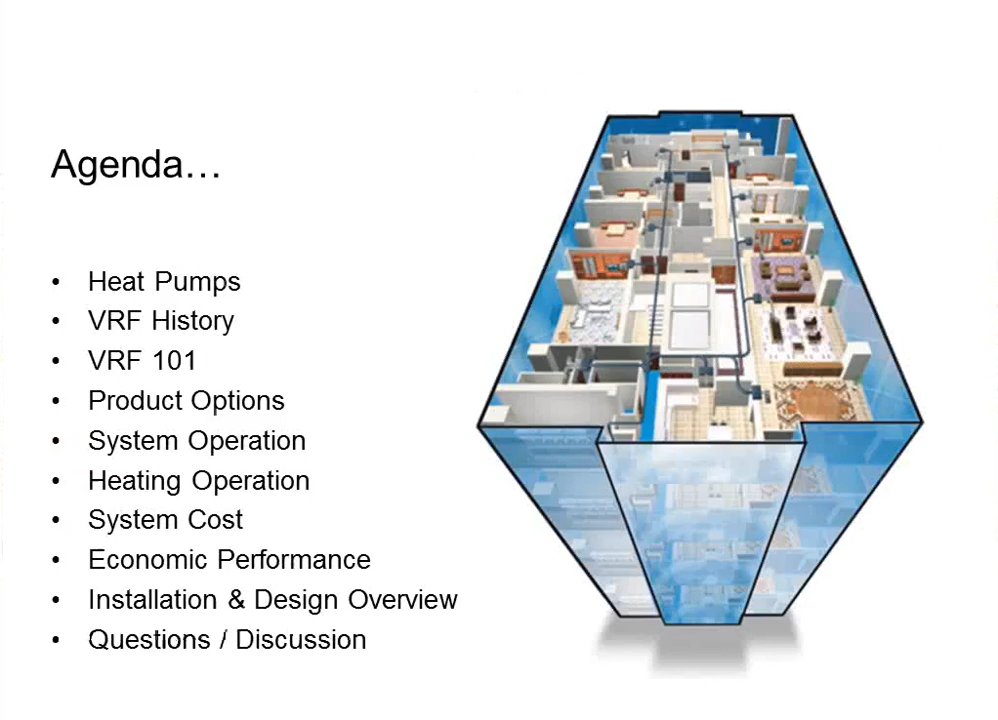 Agenda…
• Heat Pumps
• VRF History
• VRF 101
• Product Options
• System Operation
• Heating Operation
• System Cost
• Economic Performance
• Installation & Design Overview
• Questions / Discussion